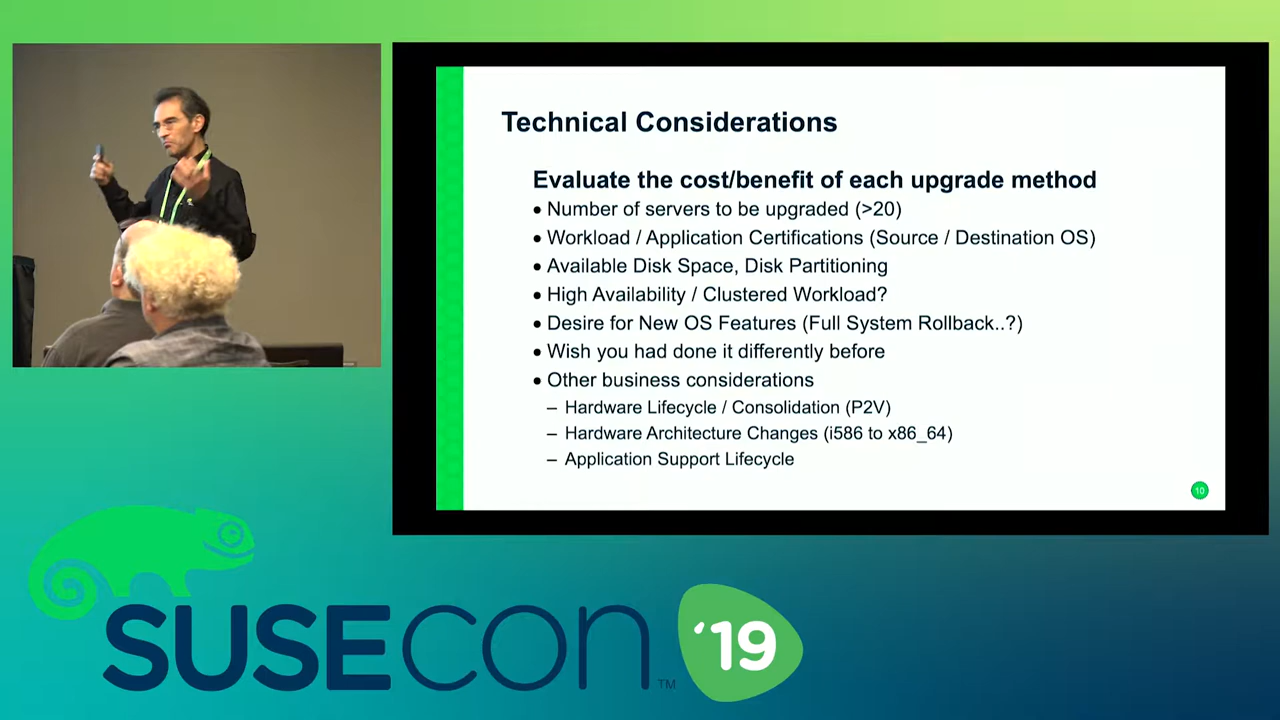 Technical Considerations
Evaluate the cost/benefit of each upgrade method
• Number of servers to be upgraded (>20)
• Workload / Application Certifications (Source / Destination OS)
• Available Disk Space, Disk Partitioning
• High Availability / Clustered Workload?
• Desire for New OS Features (Full System Rollback..?)
• Wish you had done it differently before
• Other business considerations
– Hardware Lifecycle / Consolidation (P2V)
– Hardware Architecture Changes (i586 to x86_64)
– Application Support Lifecycle
10
SUSECON ™ '19